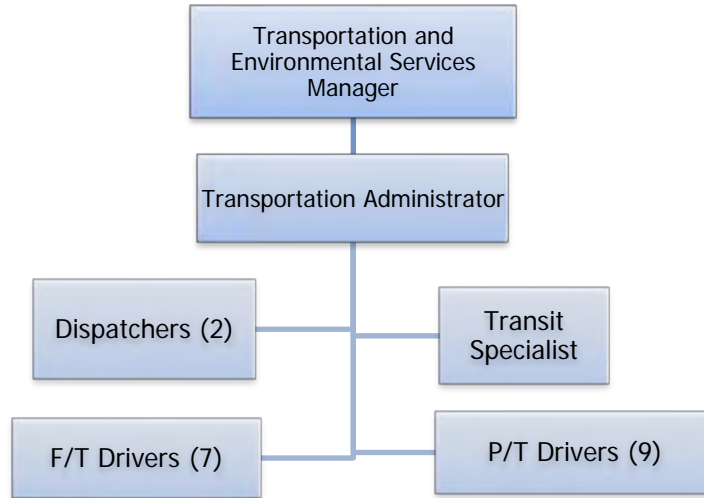 Transportation and
Environmental Services
Manager
Transportation Administrator
Dispatchers (2)
Transit
Specialist
F/T Drivers (7)
P/T Drivers (9)